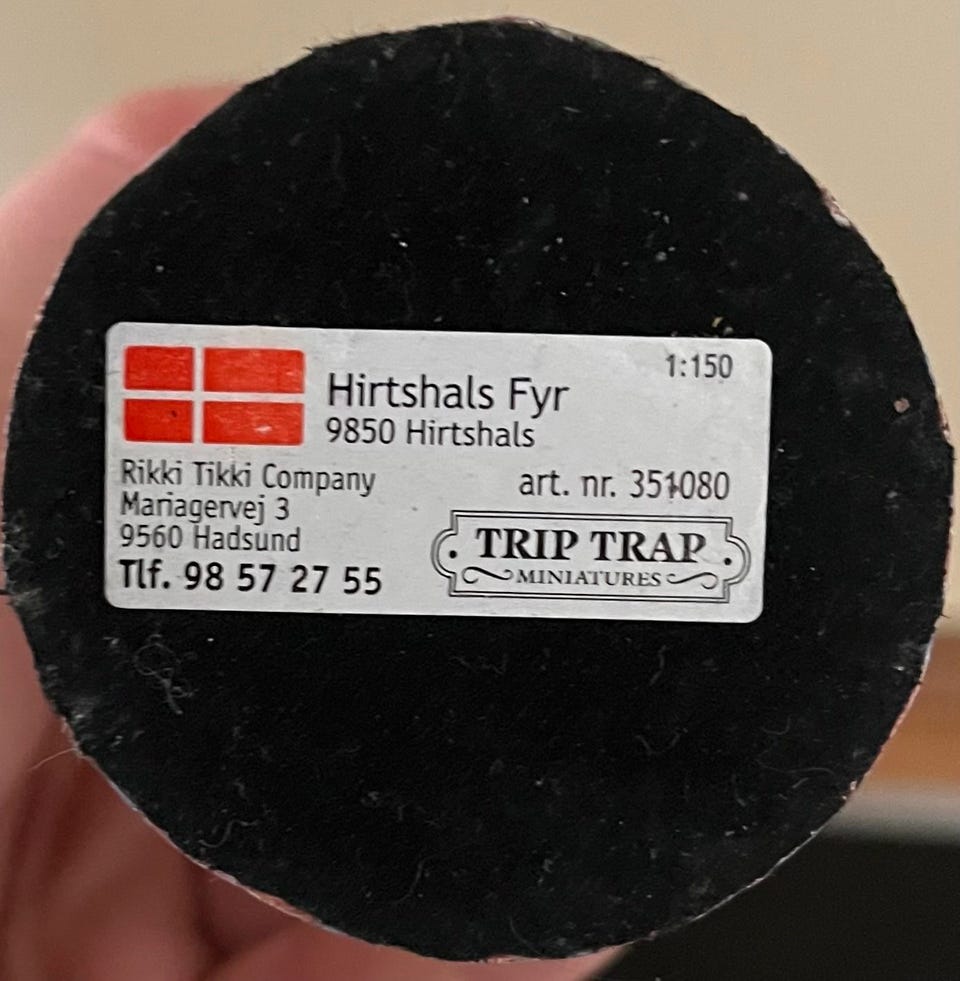 1:150
Hirtshals Fyr
9850 Hirtshals
Rikki Tikki Company
Mariagervej 3
9560 Hadsund
Tlf. 98 57 27 55
art. nr. 351080
TRIP TRAP
MINIATURES